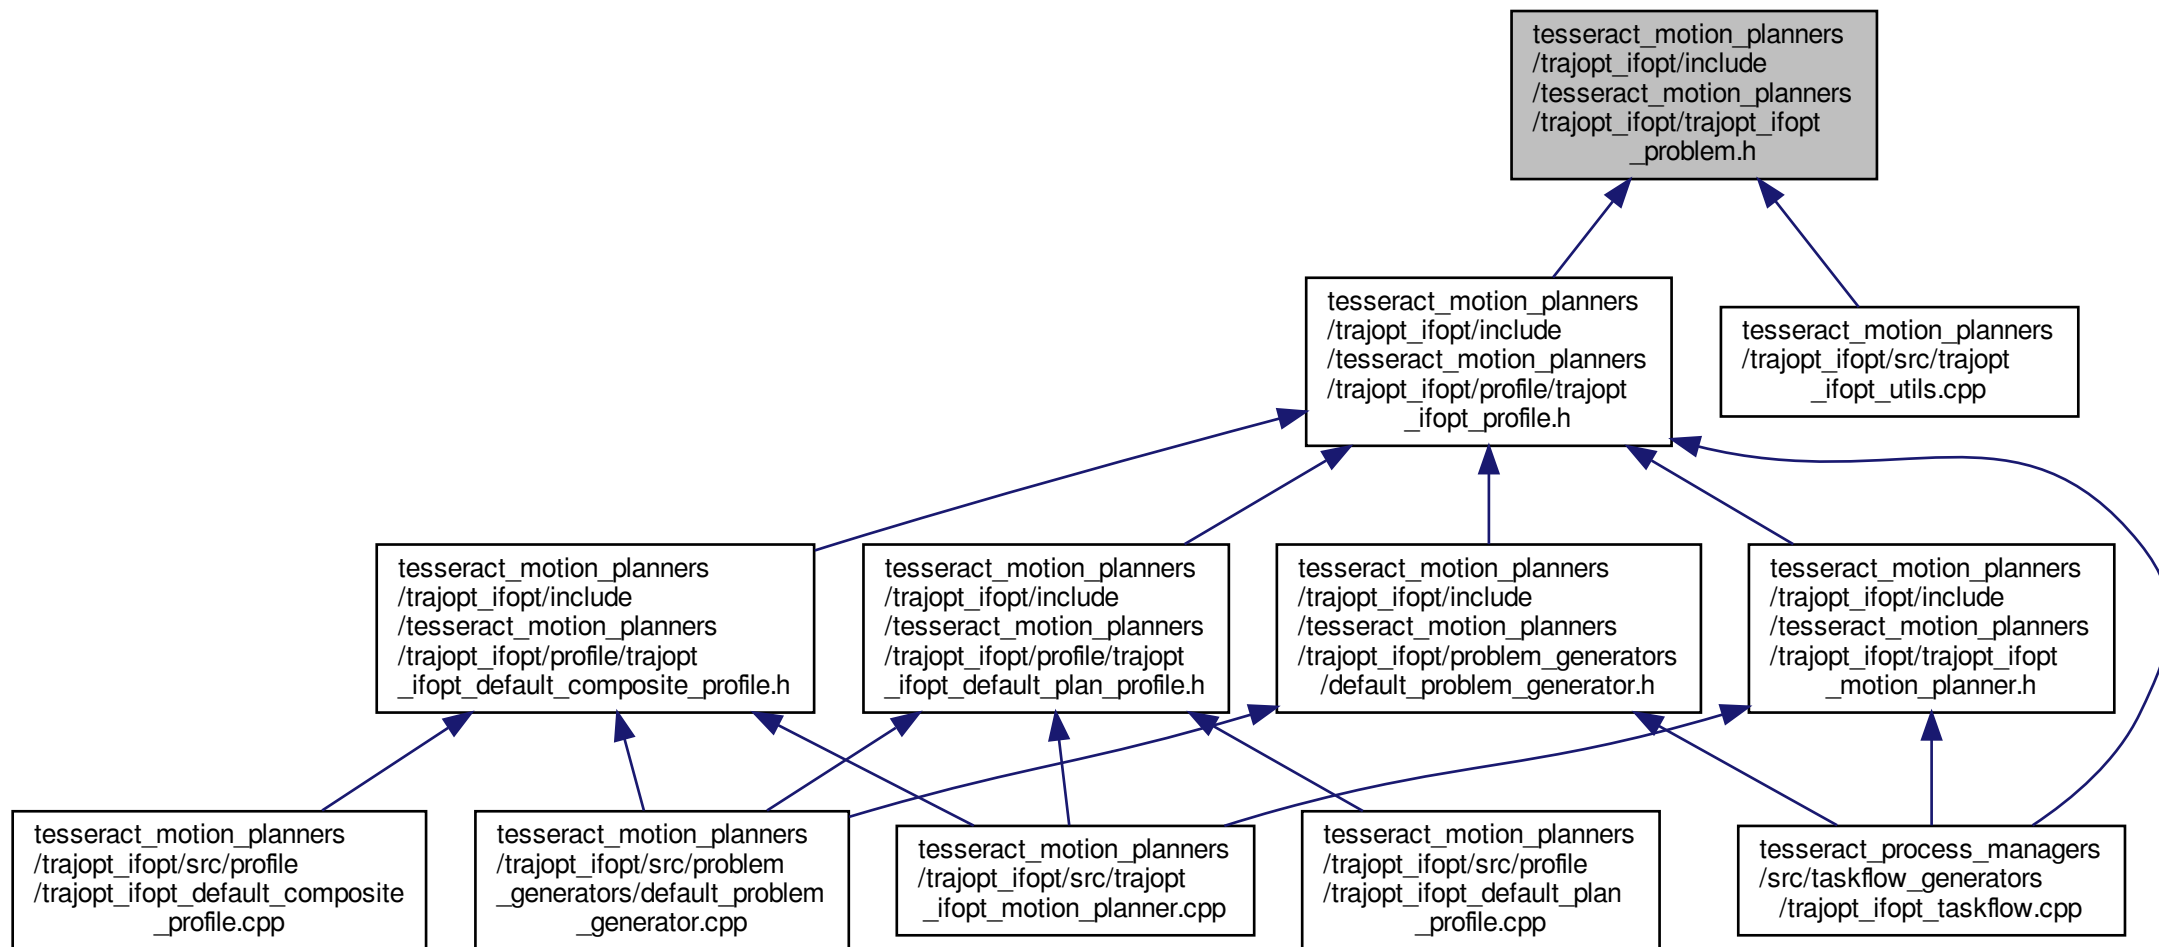 tesseract_motion_planners
/trajopt_ifopt/include
/tesseract_motion_planners
/trajopt_ifopt/trajopt_ifopt
_problem.h
tesseract_motion_planners
/trajopt_ifopt/include
/tesseract_motion_planners
/trajopt_ifopt/profile/trajopt
_ifopt_profile.h
tesseract_motion_planners
/trajopt_ifopt/src/trajopt
_ifopt_utils.cpp
tesseract_motion_planners
/trajopt_ifopt/include
/tesseract_motion_planners
/trajopt_ifopt/profile/trajopt
_ifopt_default_composite_profile.h
tesseract_motion_planners
/trajopt_ifopt/include
/tesseract_motion_planners
/trajopt_ifopt/profile/trajopt
_ifopt_default_plan_profile.h
tesseract_motion_planners
/trajopt_ifopt/include
/tesseract_motion_planners
/trajopt_ifopt/problem_generators
/default_problem_generator.h
tesseract_motion_planners
/trajopt_ifopt/include
/tesseract_motion_planners
/trajopt_ifopt/trajopt_ifopt
_motion_planner.h
tesseract_motion_planners
/trajopt_ifopt/src/profile
/trajopt_ifopt_default_composite
_profile.cpp
tesseract_motion_planners
/trajopt_ifopt/src/problem
_generators/default_problem
_generator.cpp
tesseract_motion_planners
/trajopt_ifopt/src/trajopt
_ifopt_motion_planner.cpp
tesseract_motion_planners
/trajopt_ifopt/src/profile
/trajopt_ifopt_default_plan
_profile.cpp
tesseract_process_managers
/src/taskflow_generators
/trajopt_ifopt_taskflow.cpp